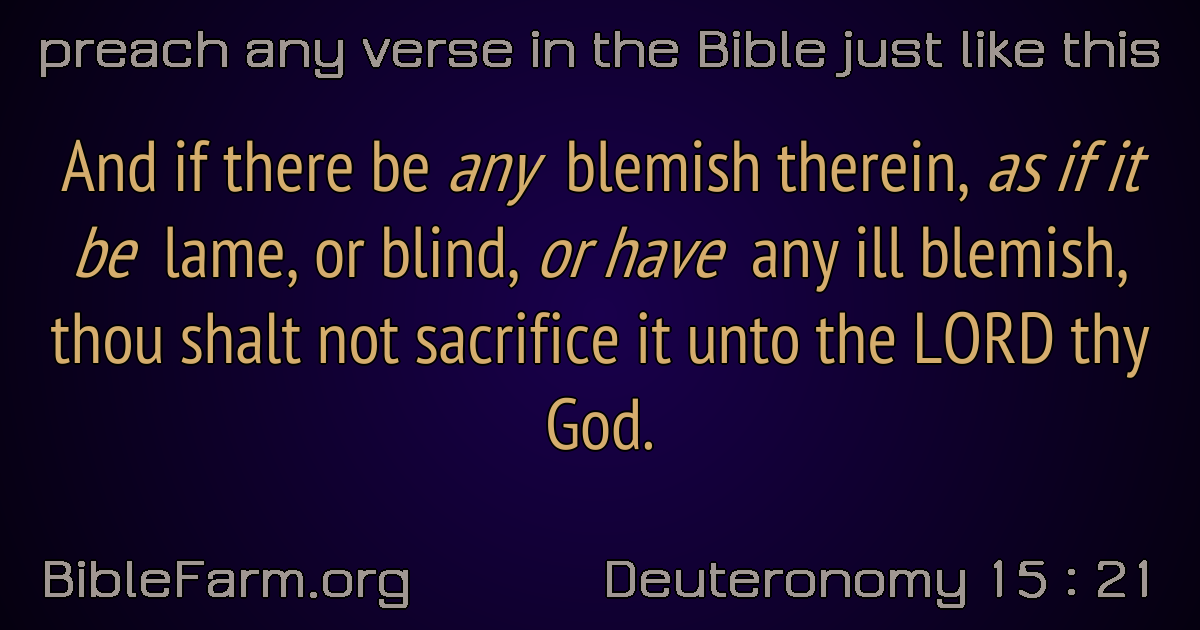 preach any verse in the Bible just like this
And if there be any blemish therein, as if it
be lame, or blind, or have any ill blemish,
thou shalt not sacrifice it unto the LORD thy
God.
BibleFarm.org
Deuteronomy 15 : 21